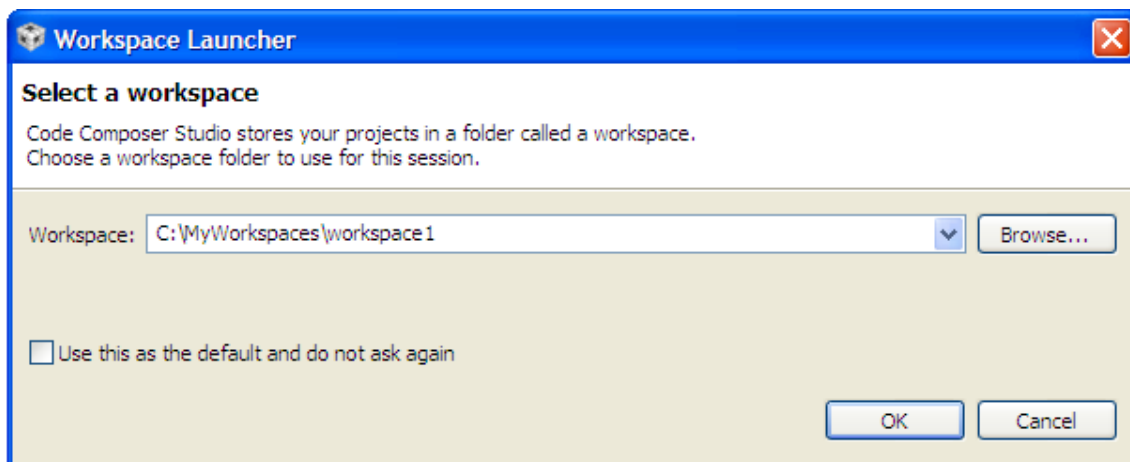 Workspace Launcher
Select a workspace
Code Composer Studio stores your projects in a folder called a workspace.
Choose a workspace folder to use for this session.
Workspace: C:\MyWorkspaces\workspace1 Browse...
Use this as the default and do not ask again
OK Cancel